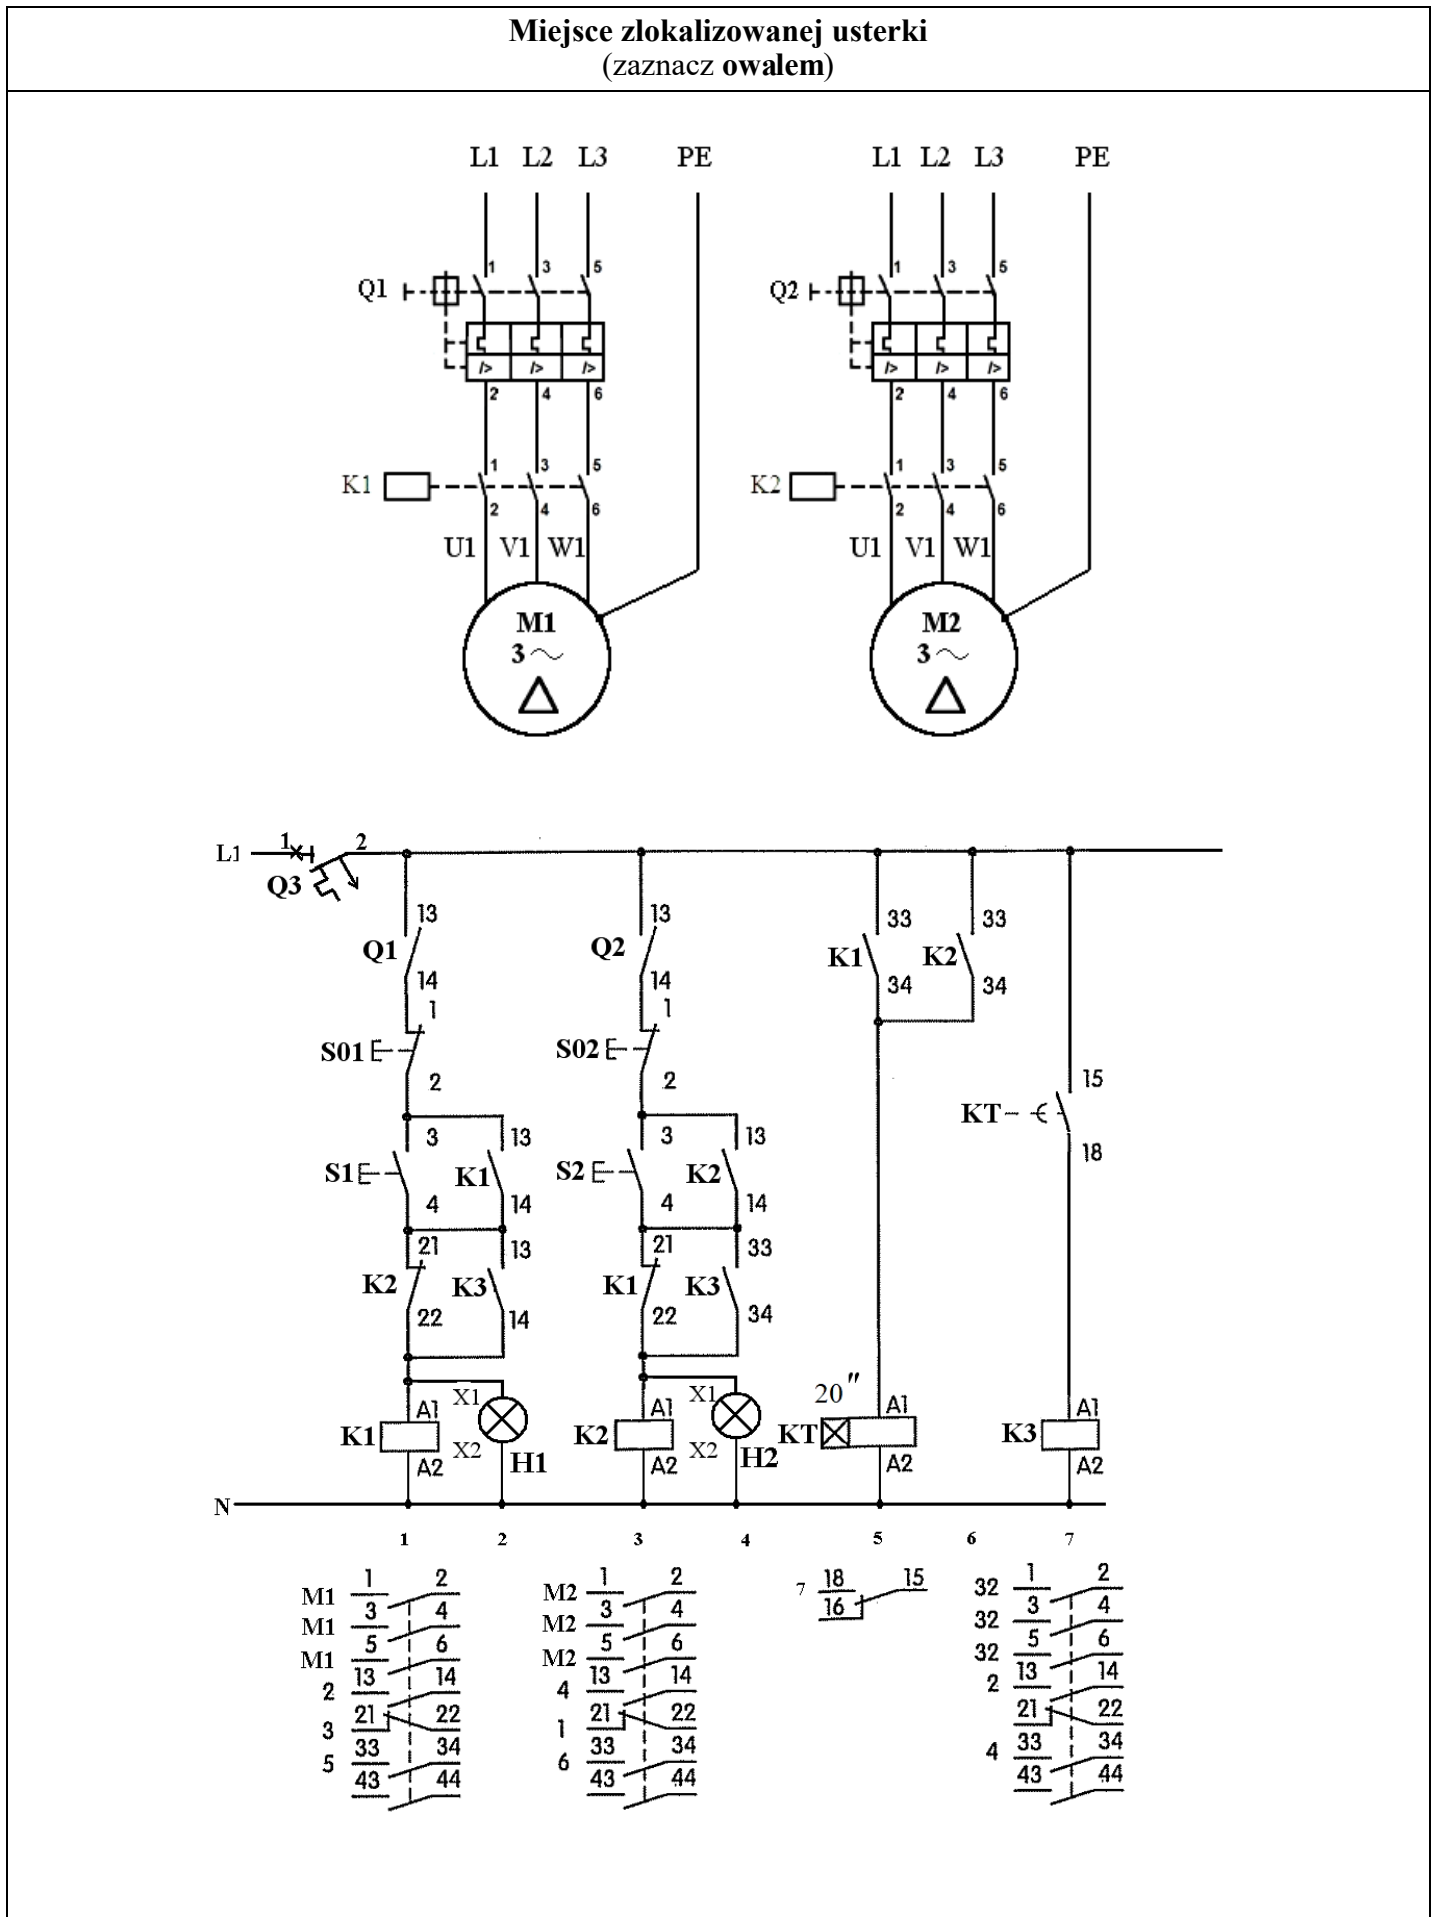 Miejsce zlokalizowanej usterki
(zaznacz owalem)
L1 L2 L3 PE L1 L2 L3 PE
1 3 5 1 3 5
Q1 Q2
I> I> I> I> I> I>
2 4 6 2 4 6
1 3 5 1 3 5
K1 K2
2 4 6 2 4 6
U1 V1 W1 U1 V1 W1
M1 M2
3 ~ 3 ~
L1 1 2
Q3
13 13 33 33
Q1 Q2 K1 K2
14 14 34 34
1 1
S01 S02
2 2 15
KT
3 13 3 13 18
S1 K1 S2 K2
4 14 4 14
21 13 21 33
K2 K3 K1 K3
22 14 22 34
X1 X1 20"
A1 A1 A1 A1
K1 K2 KT K3
X2 H1 X2 H2
A2 A2 A2 A2
N
1 2 3 4 5 6 7
M1 1 2 M2 1 2 7 18 15 32 1 2
M1 3 4 M2 3 4 16 32 3 4
M1 5 6 M2 5 6 32 5 6
2 13 14 4 13 14 2 13 14
3 21 22 1 21 22 21 22
5 33 34 6 33 34 4 33 34
43 44 43 44 43 44